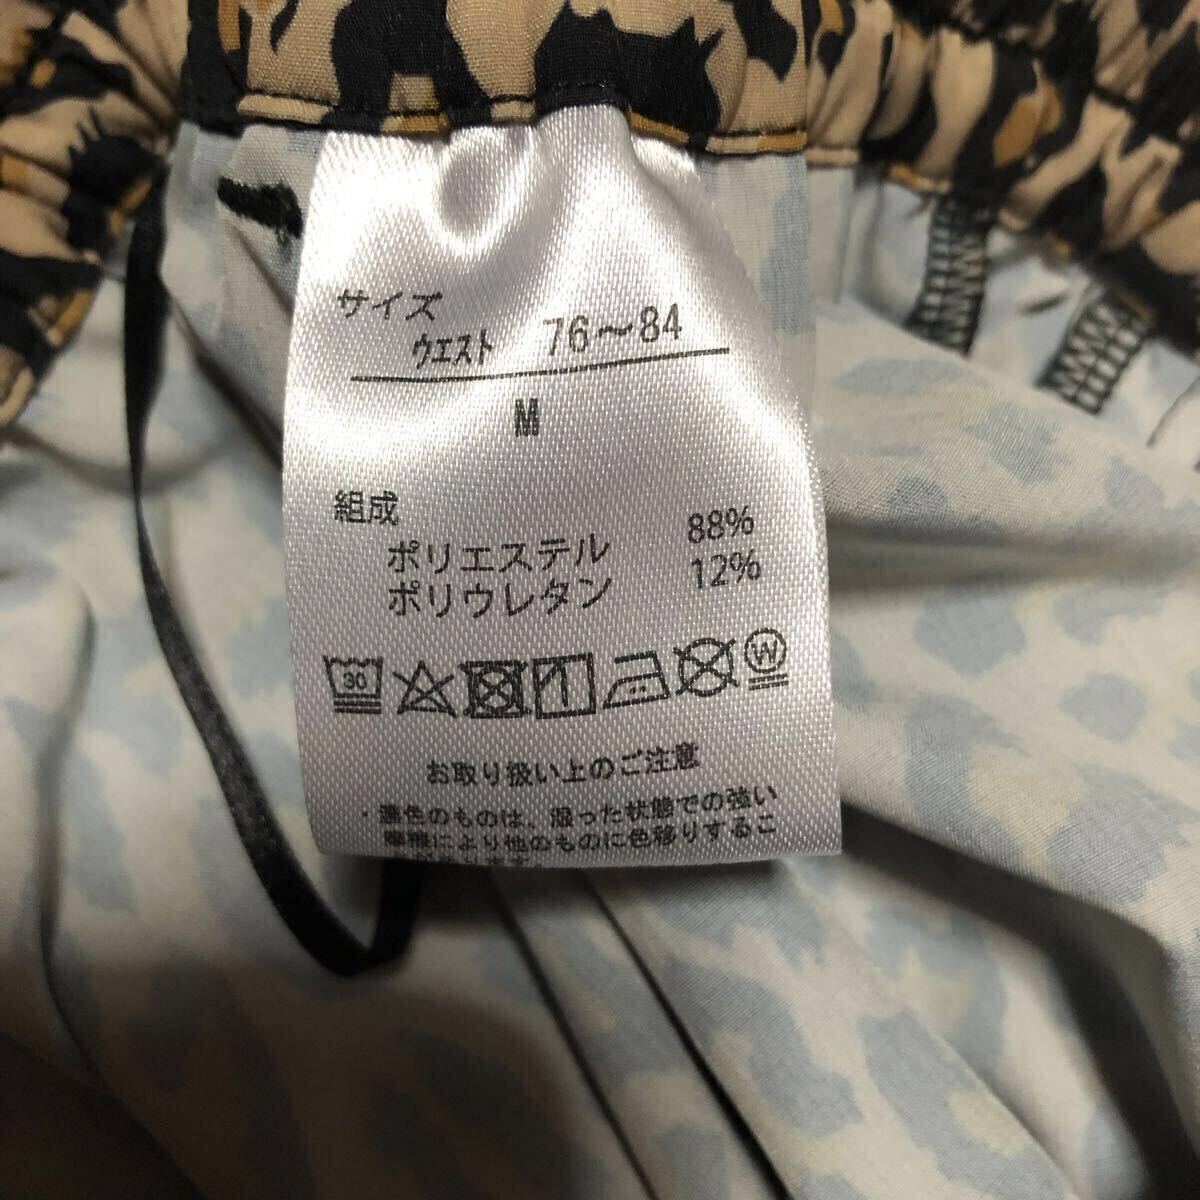 サイズ
ウエスト 76～84
M
組成
ポリエステル 88%
ポリウレタン 12%
30 W
お取り扱い上のご注意
・濃色のものは、湿った状態での強い
摩擦により他のものに色移りするこ